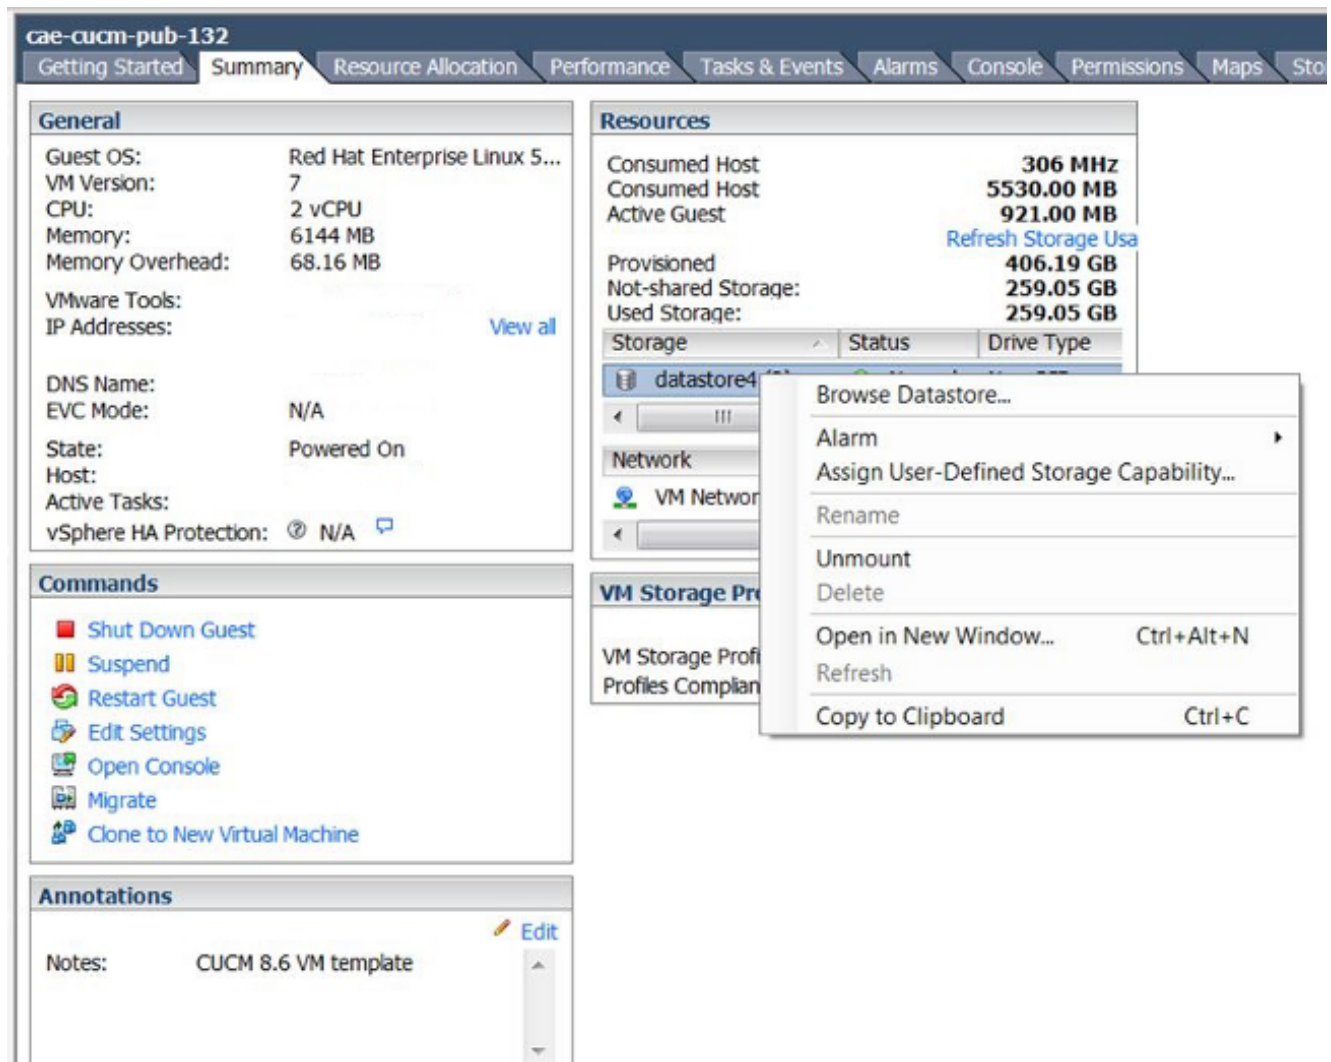 cae-cucm-pub-132
Getting Started Summary Resource Allocation Performance Tasks & Events Alarms Console Permissions Maps
General
Guest OS: Red Hat Enterprise Linux 5...
VM Version: 7
CPU: 2 vCPU
Memory: 6144 MB
Memory Overhead: 68.16 MB
VMware Tools:
IP Addresses: View all
DNS Name:
EVC Mode: N/A
State: Powered On
Host:
Active Tasks:
vSphere HA Protection: N/A
Commands
Shut Down Guest
Suspend
Restart Guest
Edit Settings
Open Console
Migrate
Clone to New Virtual Machine
Annotations
Edit
Notes: CUCM 8.6 VM template
Resources
Consumed Host 306 MHz
Consumed Host 5530.00 MB
Active Guest 921.00 MB
Refresh Storage Usa
Provisioned 406.19 GB
Not-shared Storage: 259.05 GB
Used Storage: 259.05 GB
Storage Status Drive Type
datastore4
Network
VM Networ
VM Storage Pr
VM Storage Profi
Profiles Complian
Browse Datastore...
Alarm
Assign User-Defined Storage Capability...
Rename
Unmount
Delete
Open in New Window... Ctrl+Alt+N
Refresh
Copy to Clipboard Ctrl+C